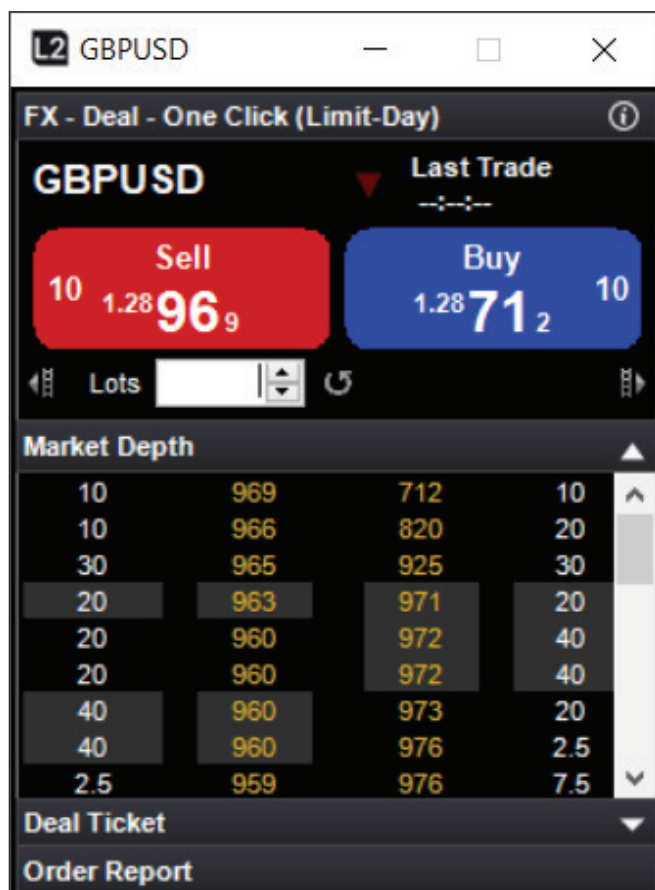 L2 GBPUSD
FX - Deal - One Click (Limit-Day)
GBPUSD
Last Trade
--:--:--
Sell
10 1.28 96 9
Buy
1.28 71 2 10
Lots
Market Depth
10 969 712 10
10 966 820 20
30 965 925 30
20 963 971 20
20 960 972 40
20 960 972 40
40 960 973 20
40 960 976 2.5
2.5 959 976 7.5
Deal Ticket
Order Report